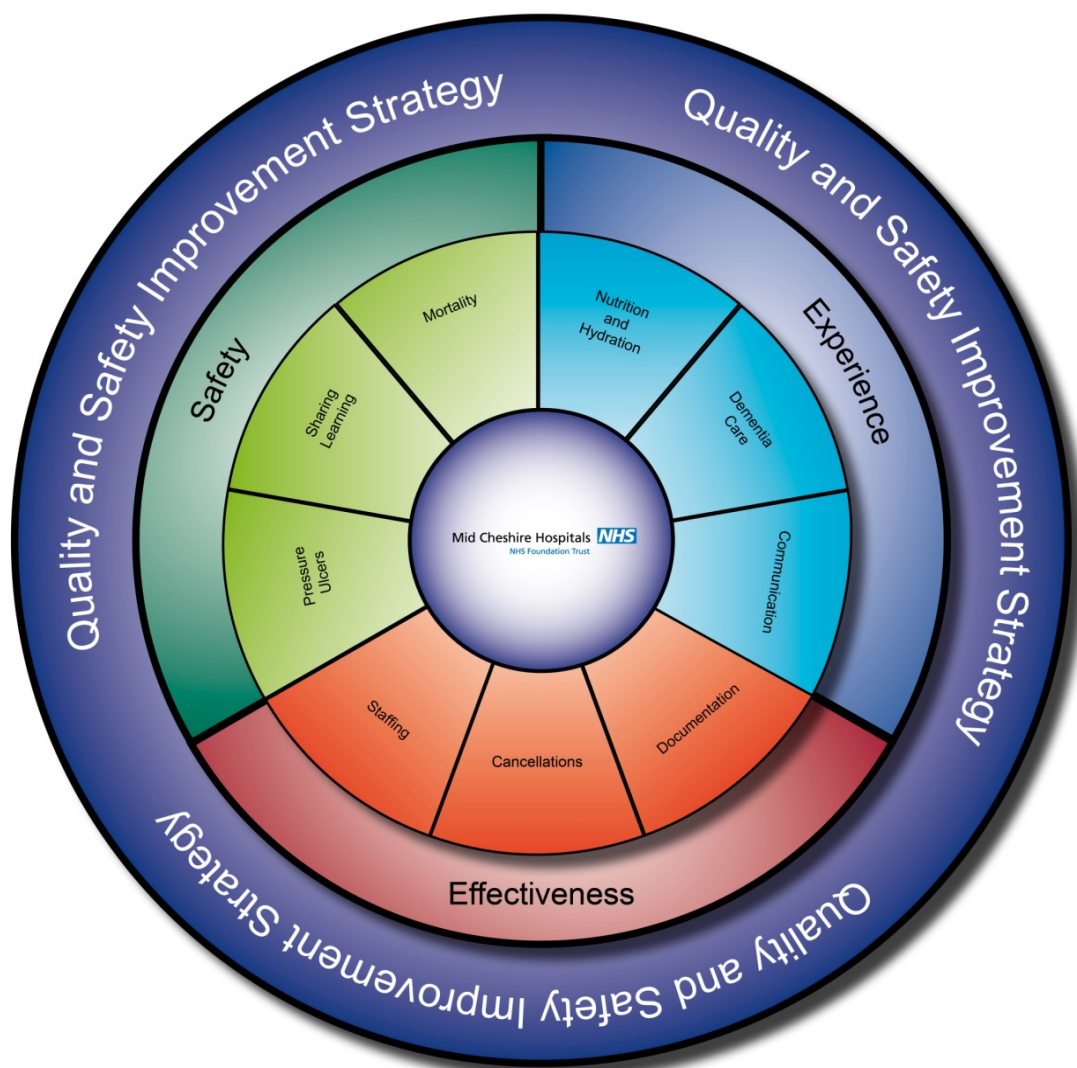 Quality and Safety Improvement Strategy
Quality and Safety Improvement Strategy
Quality and Safety Improvement Strategy
Safety
Experience
Effectiveness
Mortality
Sharing
Learning
Pressure
Ulcers
Nutrition
and
Hydration
Dementia
Care
Communication
Documentation
Cancellations
Staffing
Mid Cheshire Hospitals NHS
NHS Foundation Trust